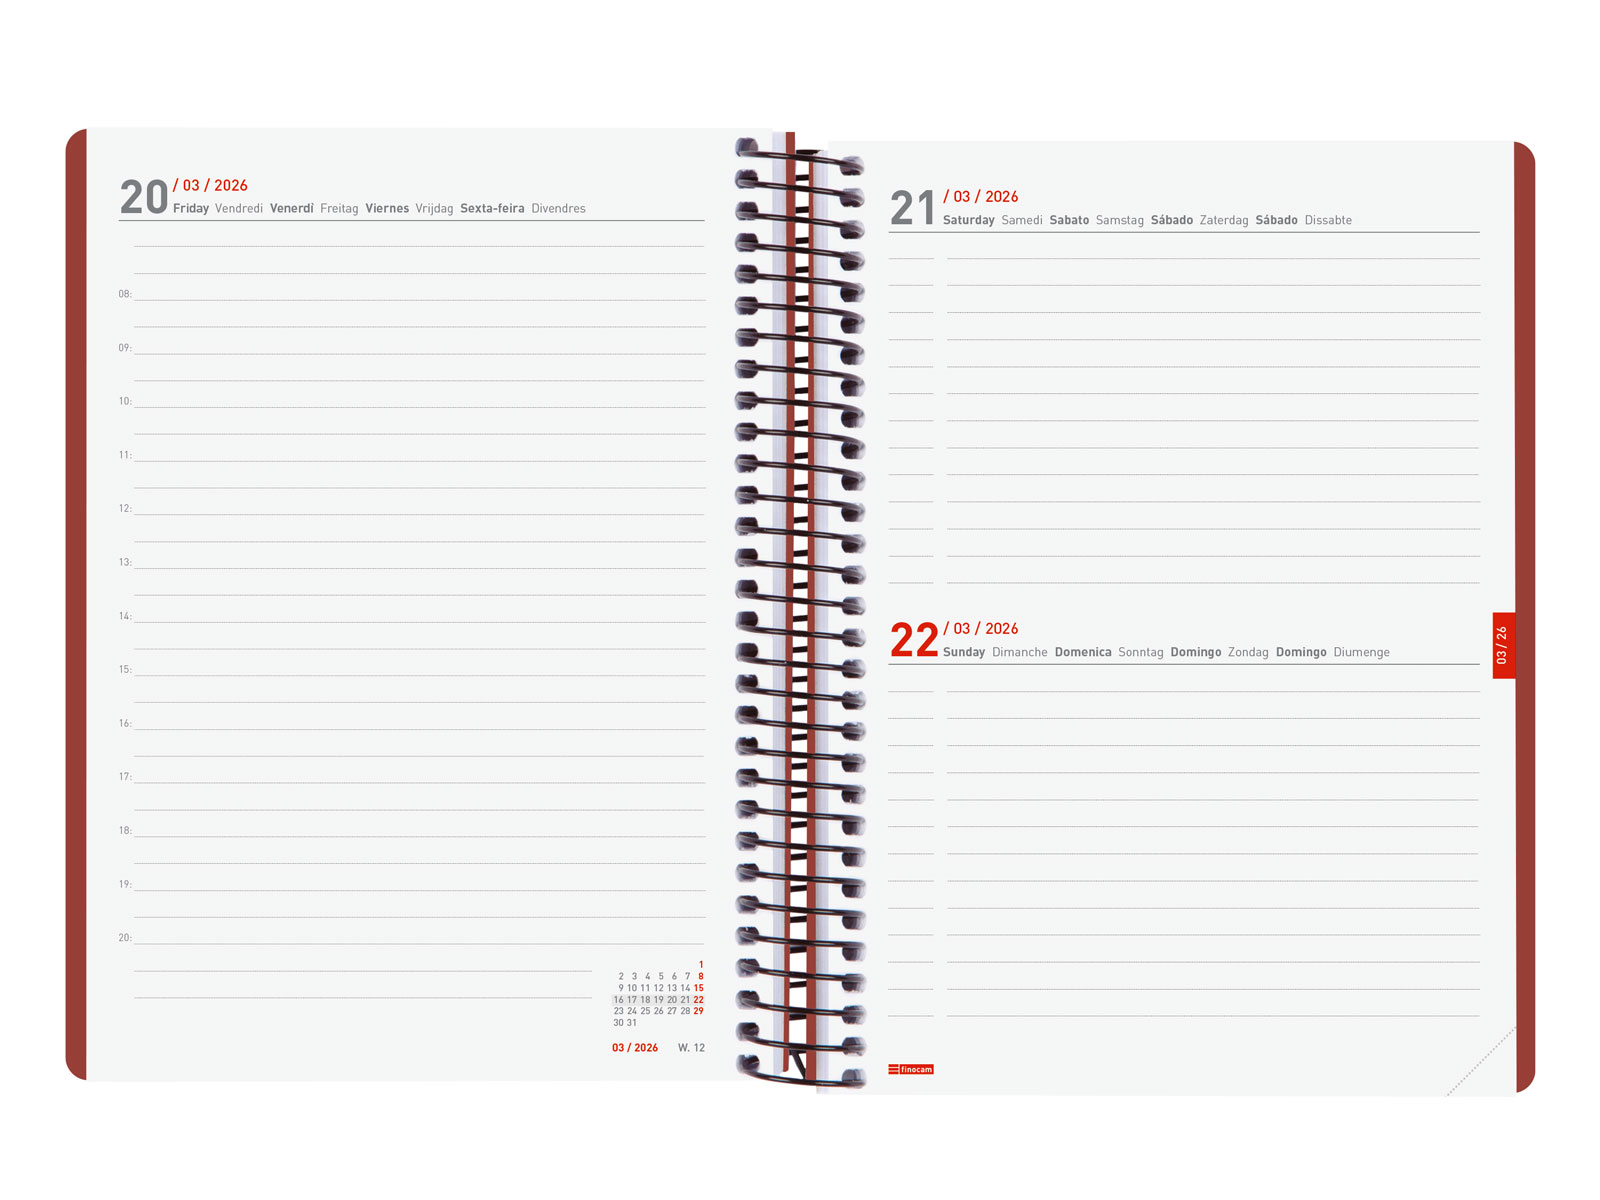 20 / 03 / 2026
Friday Vendredi Venerdì Freitag Viernes Vrijdag Sexta-feira Divendres
08:
09:
10:
11:
12:
13:
14:
15:
16:
17:
18:
19:
20:
1
2 3 4 5 6 7 8
9 10 11 12 13 14 15
16 17 18 19 20 21 22
23 24 25 26 27 28 29
30 31
03 / 2026 W. 12
21 / 03 / 2026
Saturday Samedi Sabato Samstag Sábado Zaterdag Sábado Dissabte
22 / 03 / 2026
Sunday Dimanche Domenica Sonntag Domingo Zondag Domingo Diumenge
03 / 26
finocam